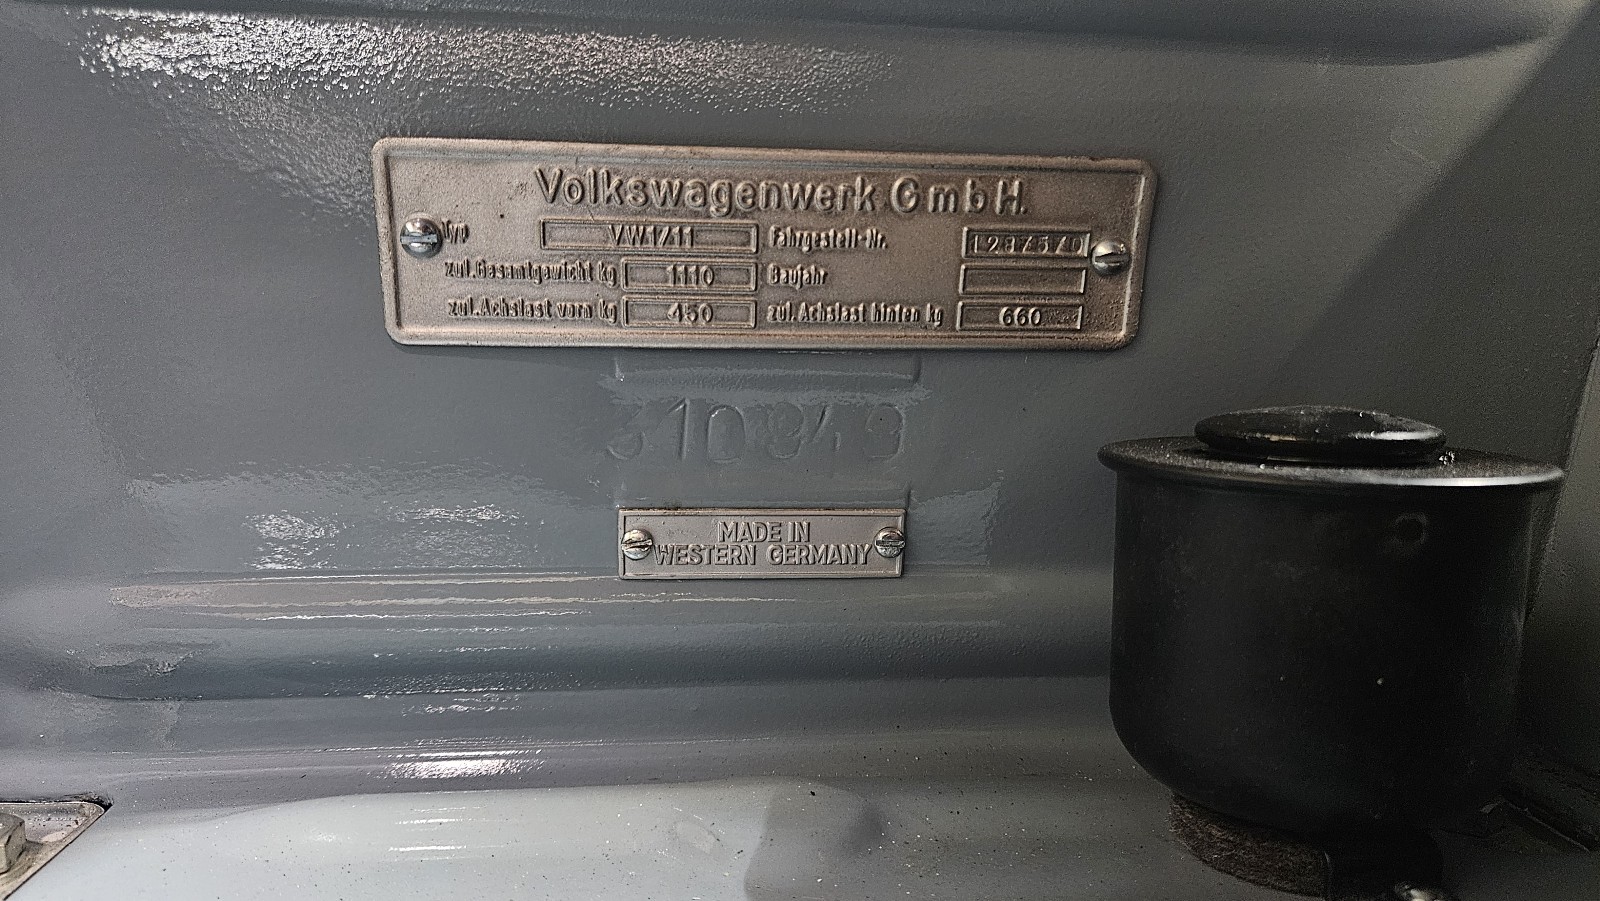 Volkswagenwerk GmbH.
Typ VW1/11 Fahrgestell-Nr.
zul.Gesamtgewicht kg 1110 Baujahr
zul.Achslast vorn kg 450 zul.Achslast hinten kg 660
MADE IN
WESTERN GERMANY